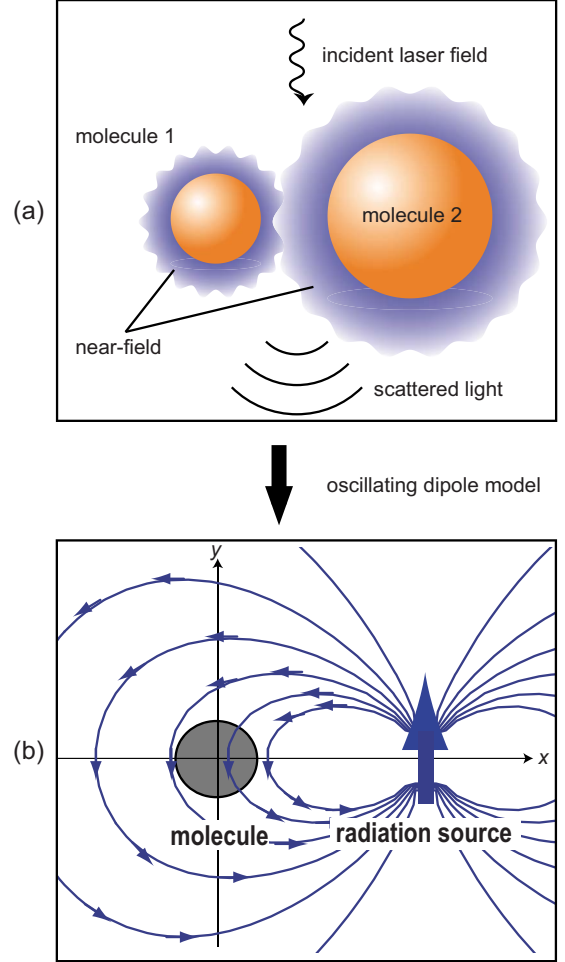 incident laser field
molecule 1
(a)
molecule 2
near-field
scattered light
oscillating dipole model
y
(b)
x
molecule
radiation source